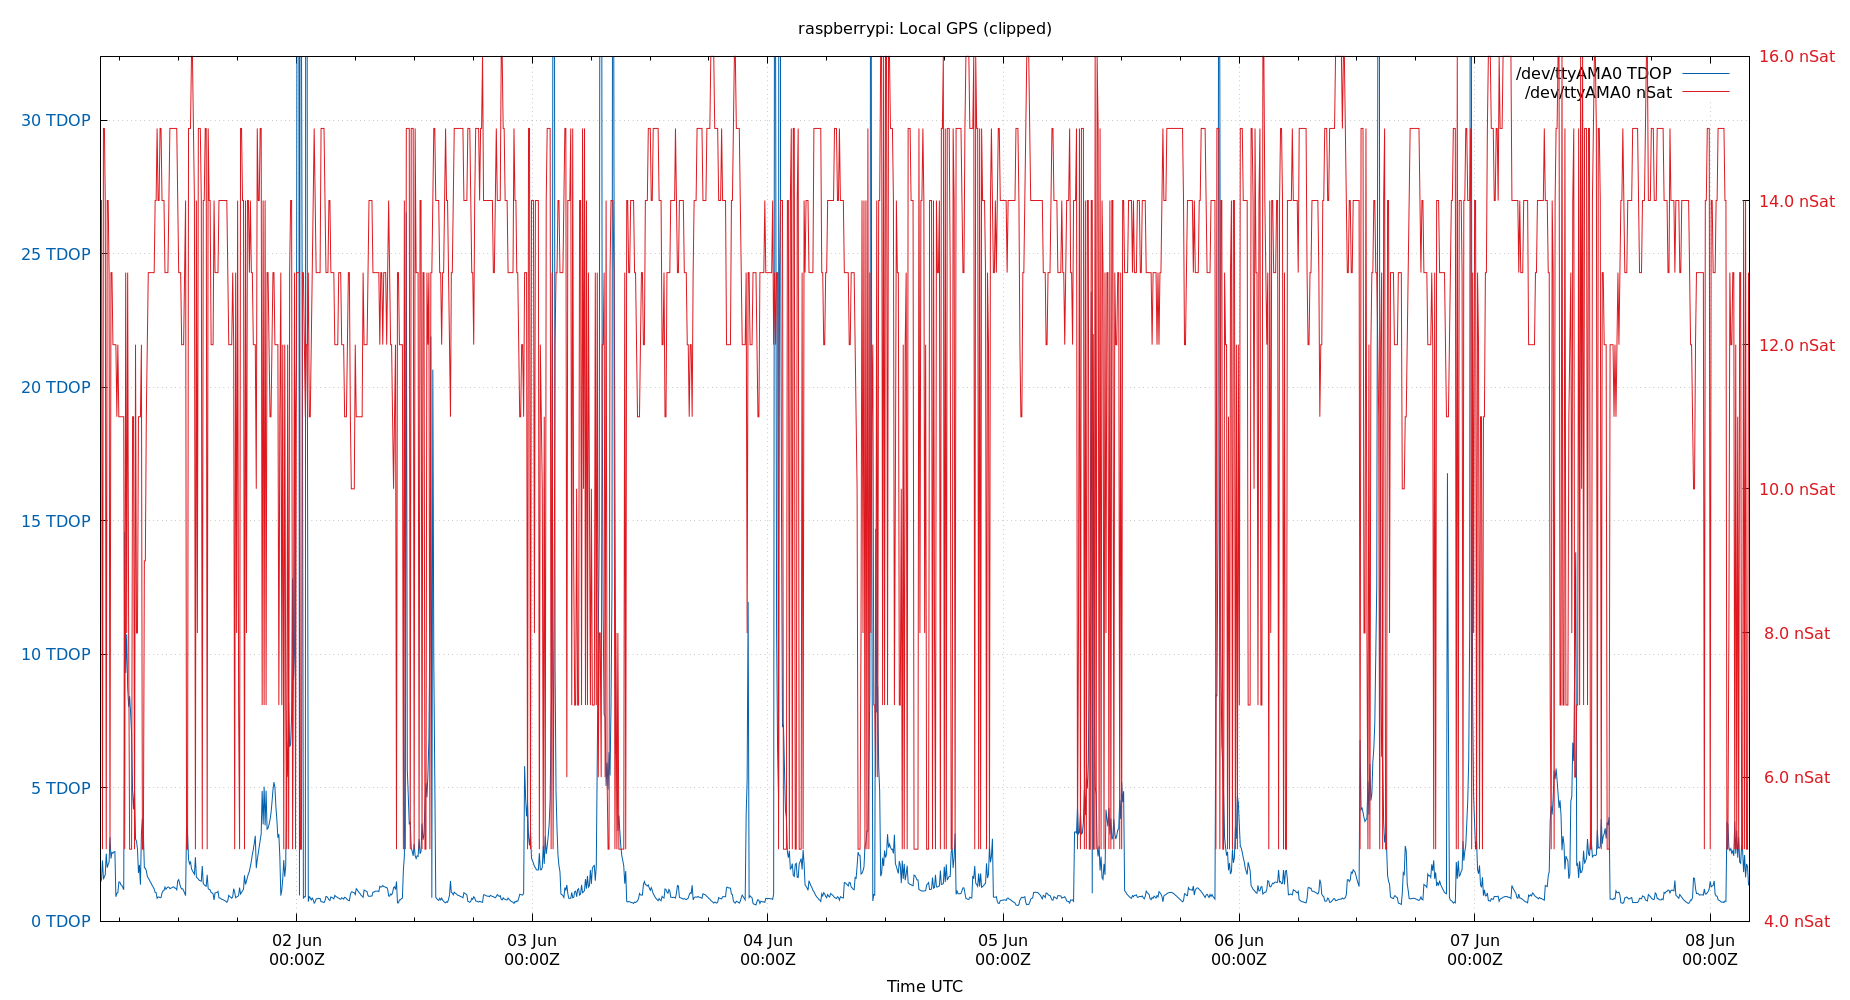 raspberrypi: Local GPS (clipped)
/dev/ttyAMA0 TDOP
/dev/ttyAMA0 nSat
30 TDOP
25 TDOP
20 TDOP
15 TDOP
10 TDOP
5 TDOP
0 TDOP
16.0 nSat
14.0 nSat
12.0 nSat
10.0 nSat
8.0 nSat
6.0 nSat
4.0 nSat
02 Jun
00:00Z
03 Jun
00:00Z
04 Jun
00:00Z
05 Jun
00:00Z
06 Jun
00:00Z
07 Jun
00:00Z
08 Jun
00:00Z
Time UTC